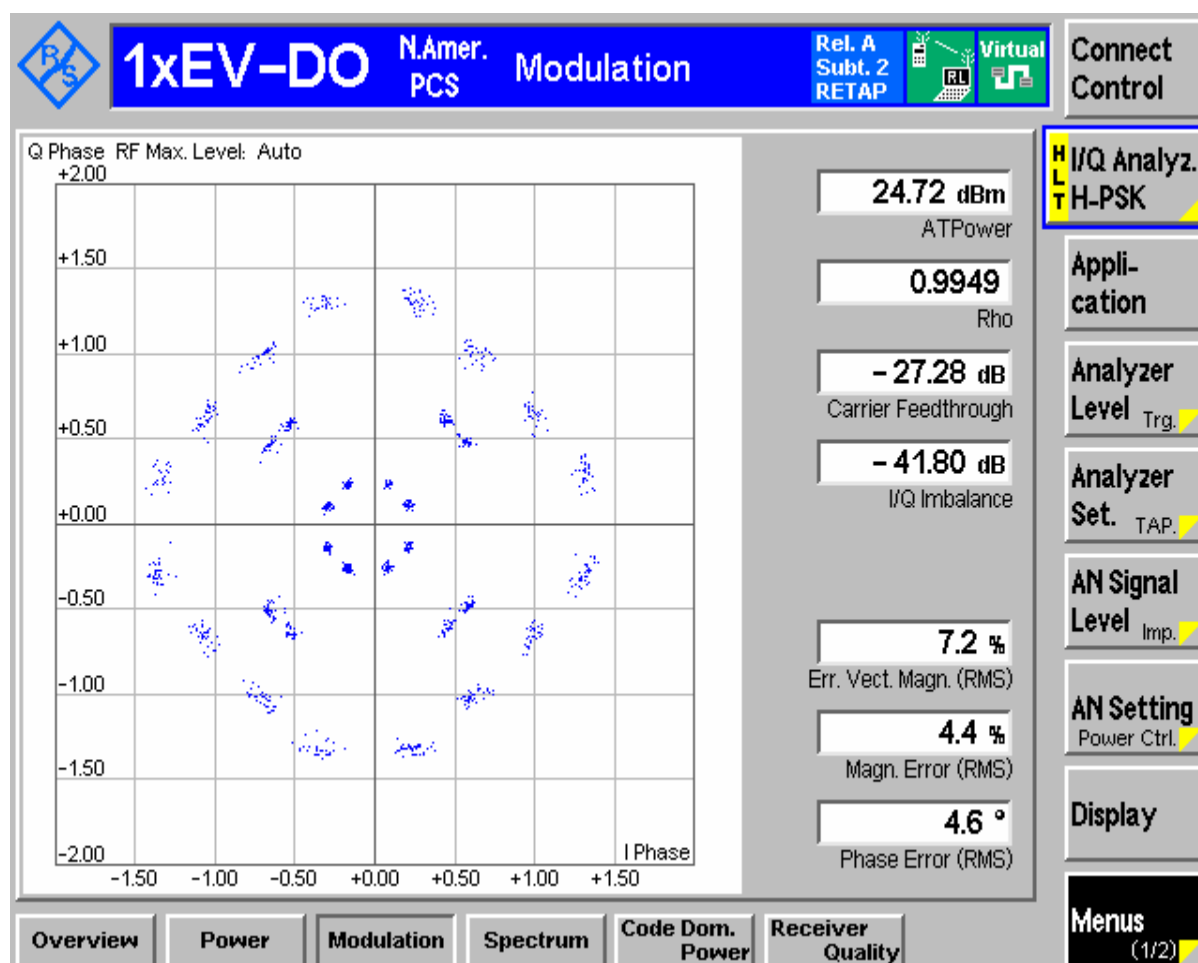 R/S
1xEV-DO
N.Amer.
PCS
Modulation
Rel. A
Subt. 2
RETAP
RL
Virtual
Connect
Control
Q Phase RF Max. Level: Auto
+2.00
+1.50
+1.00
+0.50
+0.00
-0.50
-1.00
-1.50
-2.00
I Phase
-1.50 -1.00 -0.50 +0.00 +0.50 +1.00 +1.50
24.72 dBm
ATPower
0.9949
Rho
-27.28 dB
Carrier Feedthrough
-41.80 dB
I/Q Imbalance
7.2 %
Err. Vect. Magn. (RMS)
4.4 %
Magn. Error (RMS)
4.6 °
Phase Error (RMS)
HLT
I/Q Analyz.
H-PSK
Appli-
cation
Analyzer
Level Trg.
Analyzer
Set. TAP.
AN Signal
Level Imp.
AN Setting
Power Ctrl.
Display
Menus
(1/2)
Overview
Power
Modulation
Spectrum
Code Dom.
Power
Receiver
Quality